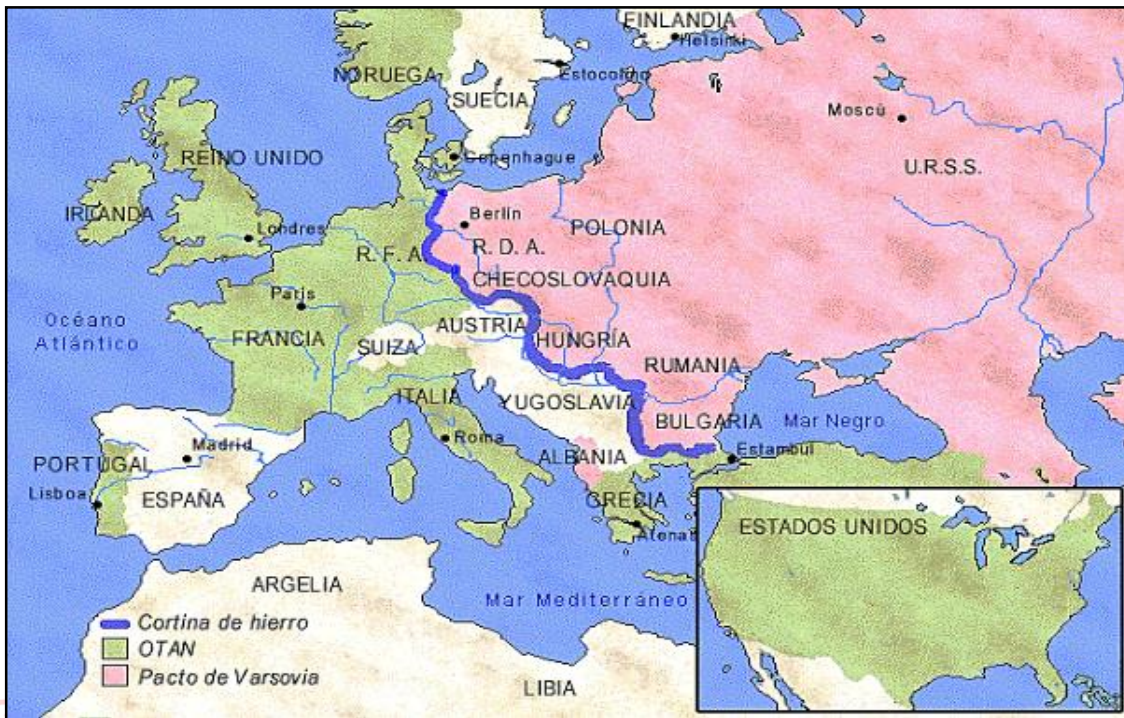 FINLANDIA
Helsinki
NORUEGA
Estocolmo
SUECIA
Moscú
REINO UNIDO
Copenhague
U.R.S.S.
IRLANDA
Londres
Berlín
POLONIA
R. D. A.
R. F. A.
CHECOSLOVAQUIA
París
Océano
Atlántico
FRANCIA
AUSTRIA
SUIZA
HUNGRÍA
RUMANIA
ITALIA
YUGOSLAVIA
BULGARIA
Mar Negro
Madrid
Roma
PORTUGAL
ALBANIA
Estambul
Lisboa
ESPAÑA
GRECIA
Atenas
ESTADOS UNIDOS
ARGELIA
Mar Mediterráneo
Cortina de hierro
OTAN
Pacto de Varsovia
LIBIA